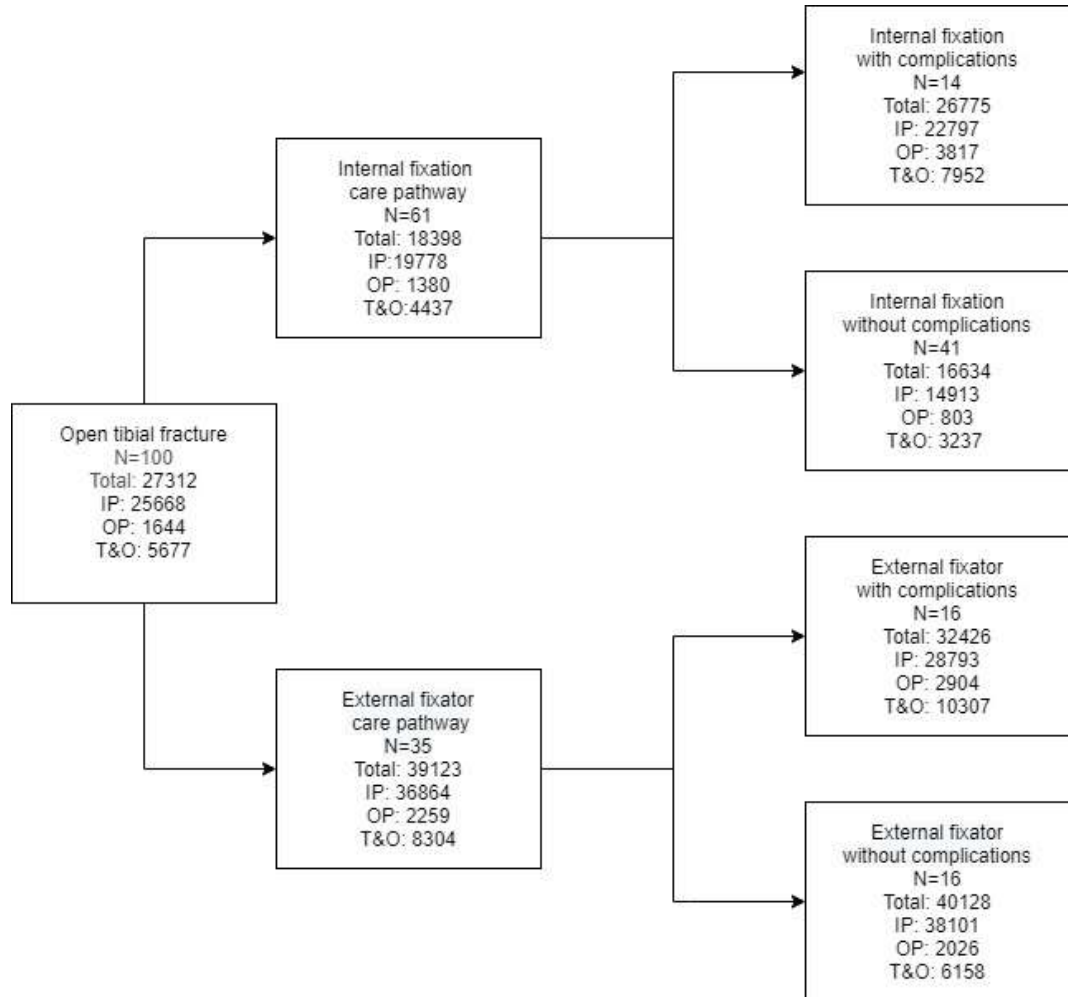 Internal fixation
with complications
N=14
Total: 26775
IP: 22797
OP: 3817
T&O: 7952
Internal fixation
care pathway
N=61
Total: 18398
IP:19778
OP: 1380
T&O:4437
Internal fixation
without complications
N=41
Total: 16634
IP: 14913
OP: 803
T&O: 3237
Open tibial fracture
N=100
Total: 27312
IP: 25668
OP: 1644
T&O: 5677
External fixator
with complications
N=16
Total: 32426
IP: 28793
OP: 2904
T&O: 10307
External fixator
care pathway
N=35
Total: 39123
IP: 36864
OP: 2259
T&O: 8304
External fixator
without complications
N=16
Total: 40128
IP: 38101
OP: 2026
T&O: 6158